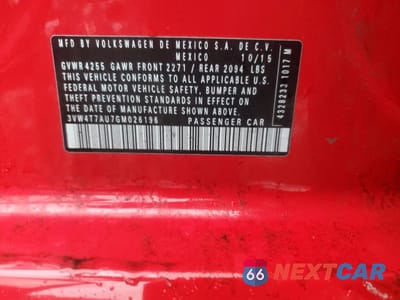 MFD. BY VOLKSWAGEN DE MEXICO S.A. DE C.V.
MEXICO 10/15
GVWR4255 GAWR FRONT 2271 / REAR 2094 LBS
THIS VEHICLE CONFORMS TO ALL APPLICABLE U.S.
FEDERAL MOTOR VEHICLE SAFETY, BUMPER, AND
THEFT PREVENTION STANDARDS IN EFFECT ON THE
DATE OF MANUFACTURE SHOWN ABOVE
3VW4T7AU7GM026196 PASSENGER CAR
4328232 1017 M
66 NEXTCAR